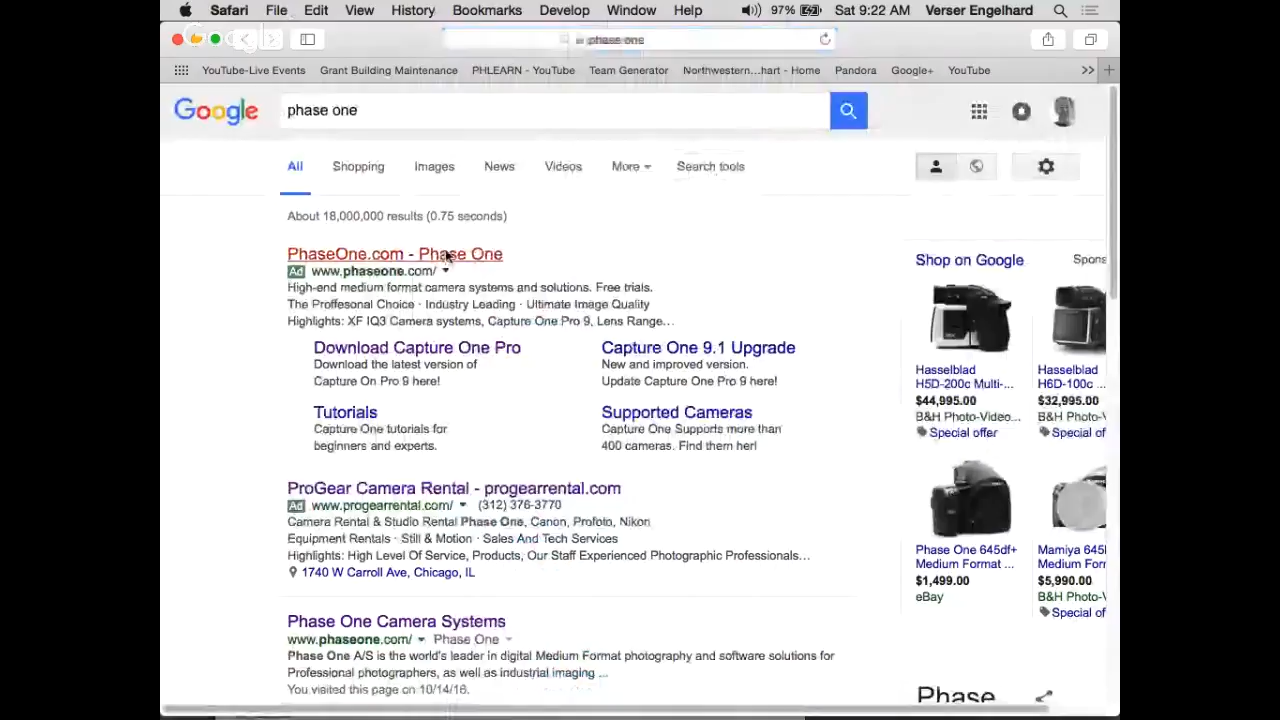 Safari File Edit View History Bookmarks Develop Window Help 97% Sat 9:22 AM Verser Engelhard
phase one
YouTube-Live Events Grant Building Maintenance PHLEARN - YouTube Team Generator Northwestern...hart - Home Pandora Google+ YouTube >> +
Google phase one
All Shopping Images News Videos More Search tools
About 18,000,000 results (0.75 seconds)
PhaseOne.com - Phase One
Ad www.phaseone.com/
High-end medium format camera systems and solutions. Free trials.
The Proffesonal Choice · Industry Leading · Ultimate Image Quality
Highlights: XF IQ3 Camera systems, Capture One Pro 9, Lens Range...
Download Capture One Pro
Download the latest version of
Capture On Pro 9 here!
Capture One 9.1 Upgrade
New and improved version.
Update Capture One Pro 9 here!
Tutorials
Capture One tutorials for
beginners and experts.
Supported Cameras
Capture One Supports more than
400 cameras. Find them her!
ProGear Camera Rental - progearrental.com
Ad www.progearrental.com/ (312) 376-3770
Camera Rental & Studio Rental Phase One, Canon, Profoto, Nikon
Equipment Rentals · Still & Motion · Sales And Tech Services
Highlights: High Level Of Service, Products, Our Staff Experienced Photographic Professionals...
1740 W Carroll Ave, Chicago, IL
Phase One Camera Systems
www.phaseone.com/ Phase One
Phase One A/S is the world's leader in digital Medium Format photography and software solutions for
Professional photographers, as well as industrial imaging ...
You visited this page on 10/14/16.
Shop on Google Spons
Hasselblad
H5D-200c Multi-...
$44,995.00
B&H Photo-Video...
Special offer
Hasselblad
H6D-100c ...
$32,995.00
B&H Photo-V
Special of
Phase One 645df+
Medium Format ...
$1,499.00
eBay
Mamiya 645
Medium For
$5,990.00
B&H Photo-V
Special of
Phase